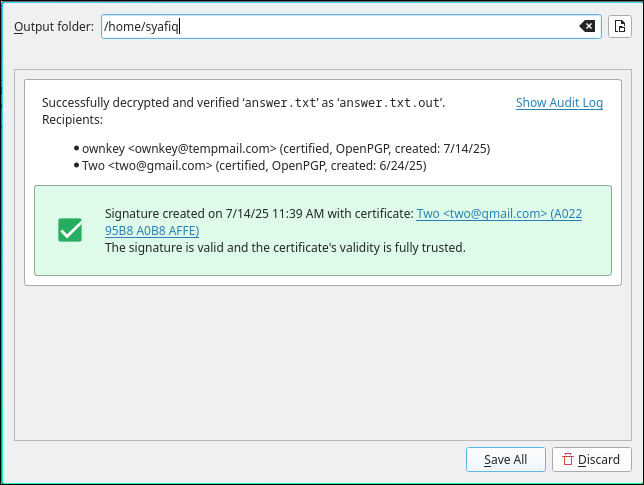 Output folder: /home/syafiq
Successfully decrypted and verified ‘answer.txt’ as ‘answer.txt.out’. Show Audit Log
Recipients:
• ownkey <ownkey@tempmail.com> (certified, OpenPGP, created: 7/14/25)
• Two <two@gmail.com> (certified, OpenPGP, created: 6/24/25)
Signature created on 7/14/25 11:39 AM with certificate: Two <two@gmail.com> (A022
95B8 A0B8 AFFE)
The signature is valid and the certificate's validity is fully trusted.
Save All Discard